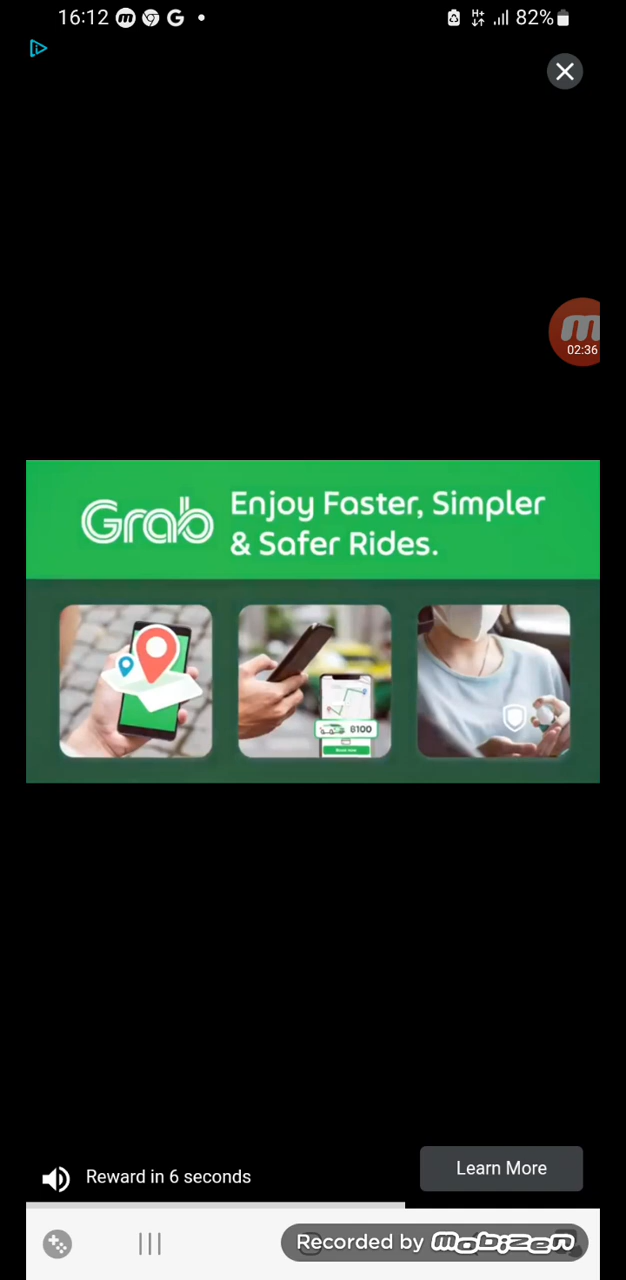 16:12
82%
02:36
Grab
Enjoy Faster, Simpler
& Safer Rides.
฿100
Reward in 6 seconds
Learn More
Recorded by mobizen